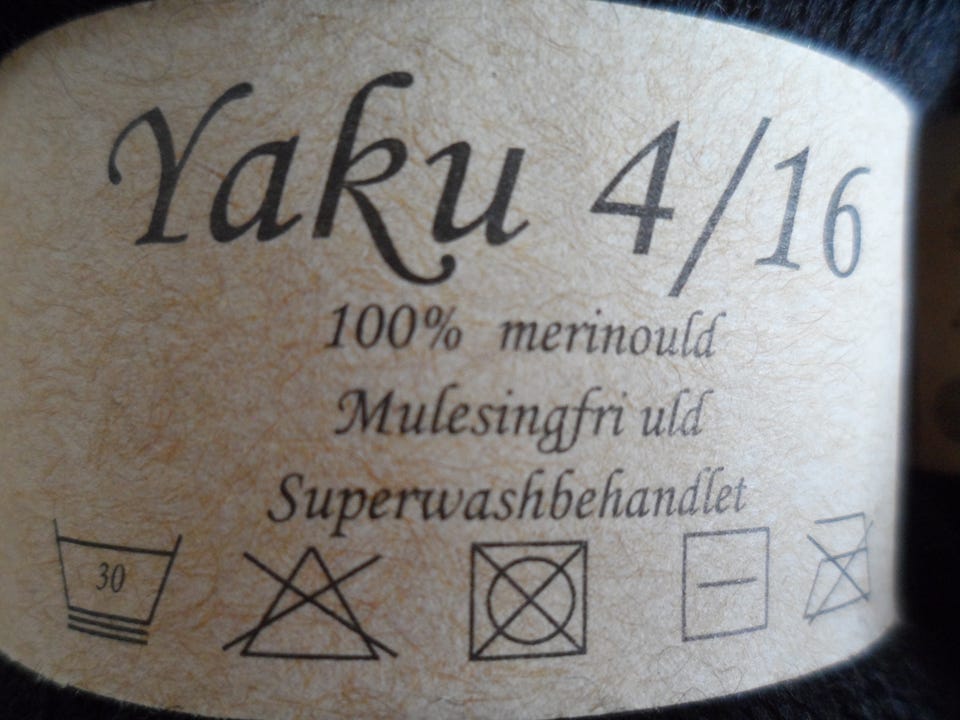 Yaku 4/16
100% merinould
Mulesingfri uld
Superwashbehandlet
30